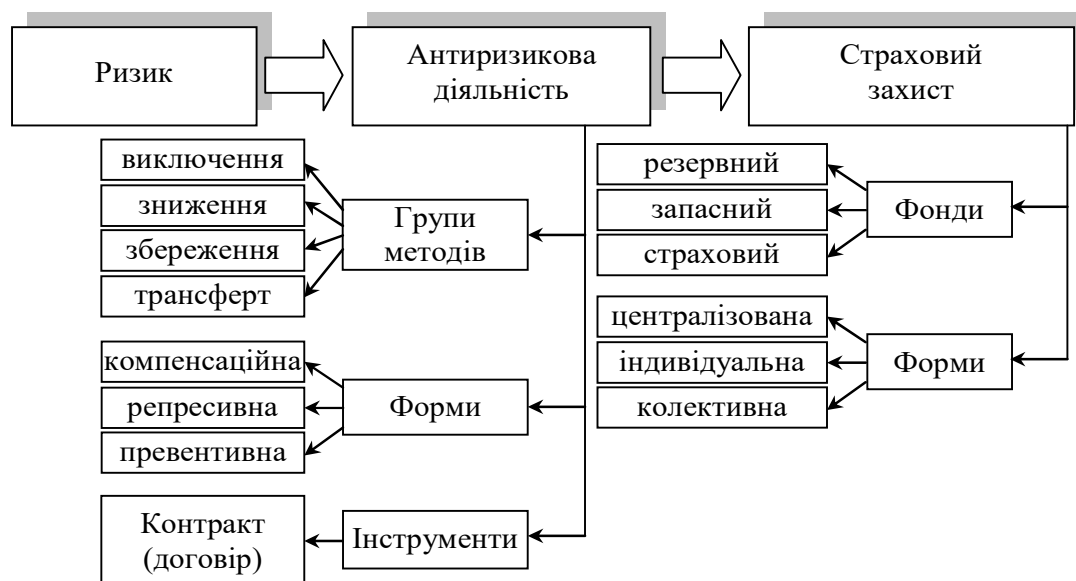 Ризик
Антиризикова
діяльність
Страховий
захист
виключення
зниження
збереження
трансферт
Групи
методів
компенсаційна
репресивна
превентивна
Форми
Контракт
(договір)
Інструменти
резервний
запасний
страховий
Фонди
централізована
індивідуальна
колективна
Форми